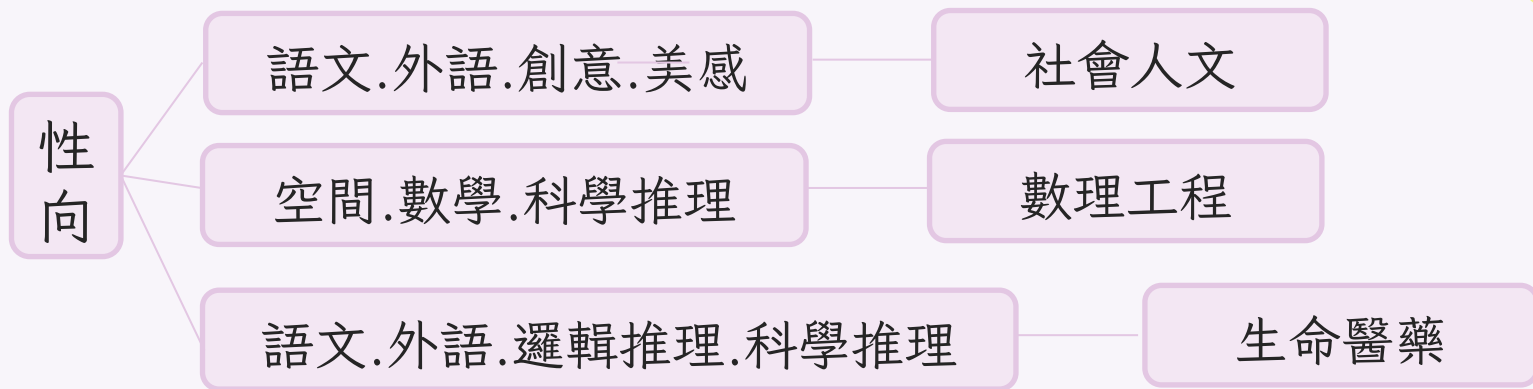 性
向
語文.外語.創意.美感
社會人文
空間.數學.科學推理
數理工程
語文.外語.邏輯推理.科學推理
生命醫藥